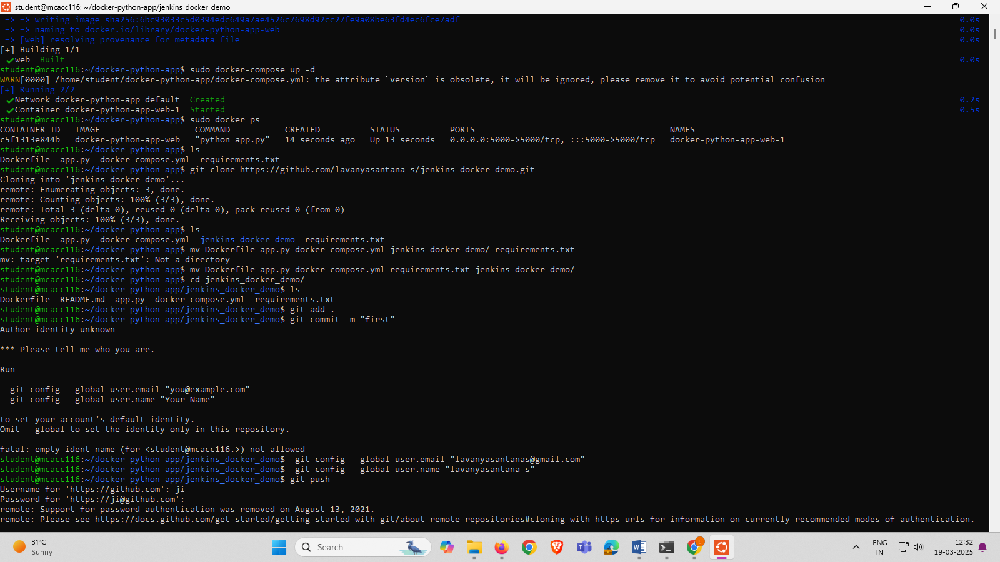 student@mcacc116: ~/docker-python-app/jenkins_docker_demo
=> => writing image sha256:6bc93033c5d0394edc649a7ae4526c7698d92cc27fe9a08be63fd4ec6fce7adf 0.0s
=> => naming to docker.io/library/docker-python-app-web 0.0s
=> [web] resolving provenance for metadata file 0.0s
[+] Building 1/1
✔web Built 0.0s
student@mcacc116:~/docker-python-app$ sudo docker-compose up -d
WARN[0000] /home/student/docker-python-app/docker-compose.yml: the attribute `version` is obsolete, it will be ignored, please remove it to avoid potential confusion
[+] Running 2/2
✔Network docker-python-app_default Created 0.2s
✔Container docker-python-app-web-1 Started 0.5s
student@mcacc116:~/docker-python-app$ sudo docker ps
CONTAINER ID IMAGE COMMAND CREATED STATUS PORTS NAMES
c5f1313e844b docker-python-app-web "python app.py" 14 seconds ago Up 13 seconds 0.0.0.0:5000->5000/tcp, :::5000->5000/tcp docker-python-app-web-1
student@mcacc116:~/docker-python-app$ ls
Dockerfile app.py docker-compose.yml requirements.txt
student@mcacc116:~/docker-python-app$ git clone https://github.com/lavanyasantana-s/jenkins_docker_demo.git
Cloning into 'jenkins_docker_demo'...
remote: Enumerating objects: 3, done.
remote: Counting objects: 100% (3/3), done.
remote: Total 3 (delta 0), reused 0 (delta 0), pack-reused 0 (from 0)
Receiving objects: 100% (3/3), done.
student@mcacc116:~/docker-python-app$ ls
Dockerfile app.py docker-compose.yml jenkins_docker_demo requirements.txt
student@mcacc116:~/docker-python-app$ mv Dockerfile app.py docker-compose.yml jenkins_docker_demo/ requirements.txt
mv: target 'requirements.txt': Not a directory
student@mcacc116:~/docker-python-app$ mv Dockerfile app.py docker-compose.yml requirements.txt jenkins_docker_demo/
student@mcacc116:~/docker-python-app$ cd jenkins_docker_demo/
student@mcacc116:~/docker-python-app/jenkins_docker_demo$ ls
Dockerfile README.md app.py docker-compose.yml requirements.txt
student@mcacc116:~/docker-python-app/jenkins_docker_demo$ git add .
student@mcacc116:~/docker-python-app/jenkins_docker_demo$ git commit -m "first"
Author identity unknown
*** Please tell me who you are.
Run
git config --global user.email "you@example.com"
git config --global user.name "Your Name"
to set your account's default identity.
Omit --global to set the identity only in this repository.
fatal: empty ident name (for <student@mcacc116.>) not allowed
student@mcacc116:~/docker-python-app/jenkins_docker_demo$ git config --global user.email "lavanyasantanas@gmail.com"
student@mcacc116:~/docker-python-app/jenkins_docker_demo$ git config --global user.name "lavanyasantana-s"
student@mcacc116:~/docker-python-app/jenkins_docker_demo$ git push
Username for 'https://github.com': ji
Password for 'https://ji@github.com':
remote: Support for password authentication was removed on August 13, 2021.
remote: Please see https://docs.github.com/get-started/getting-started-with-git/about-remote-repositories#cloning-with-https-urls for information on currently recommended modes of authentication.
31°C
Sunny
Search
L
ENG
IN
12:32
19-03-2025